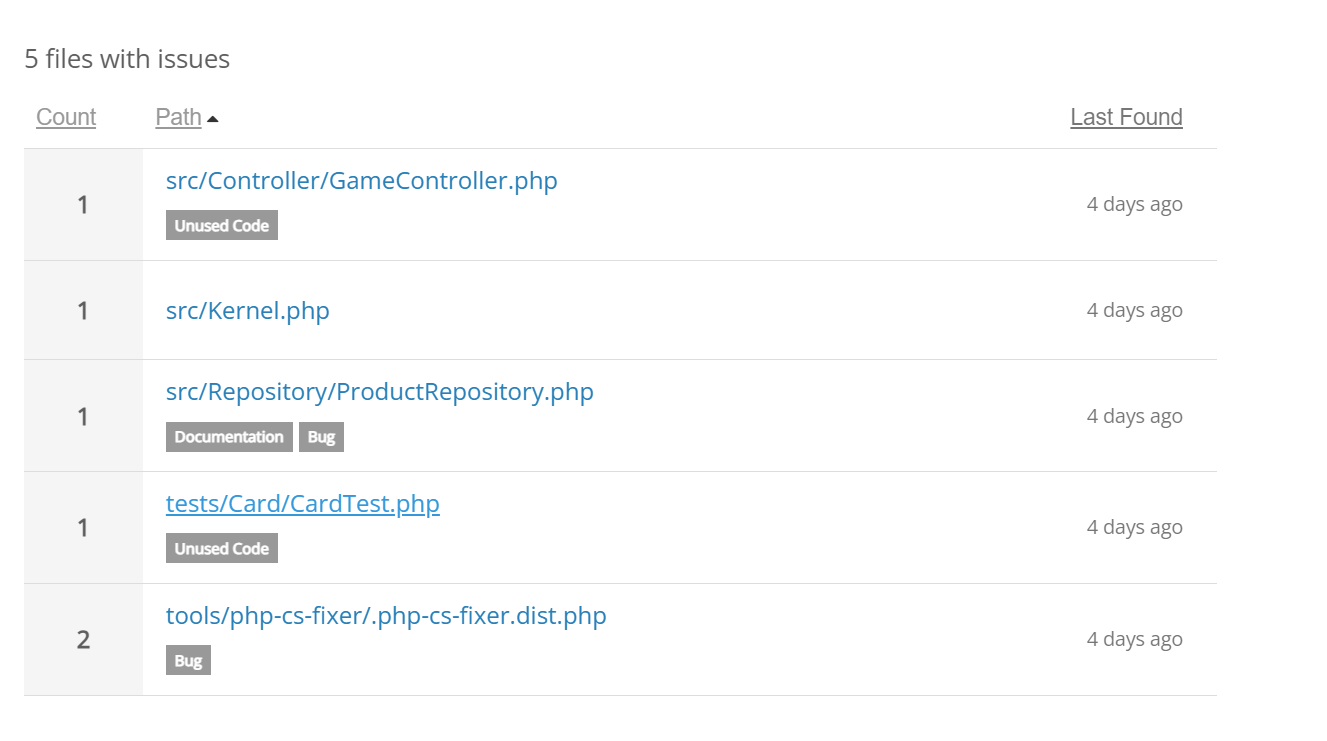 5 files with issues
Count Path Last Found
src/Controller/GameController.php
1 4 days ago
Unused Code
1 src/Kernel.php 4 days ago
src/Repository/ProductRepository.php
1 4 days ago
Documentation Bug
tests/Card/CardTest.php
1 4 days ago
Unused Code
tools/php-cs-fixer/.php-cs-fixer.dist.php
2 4 days ago
Bug